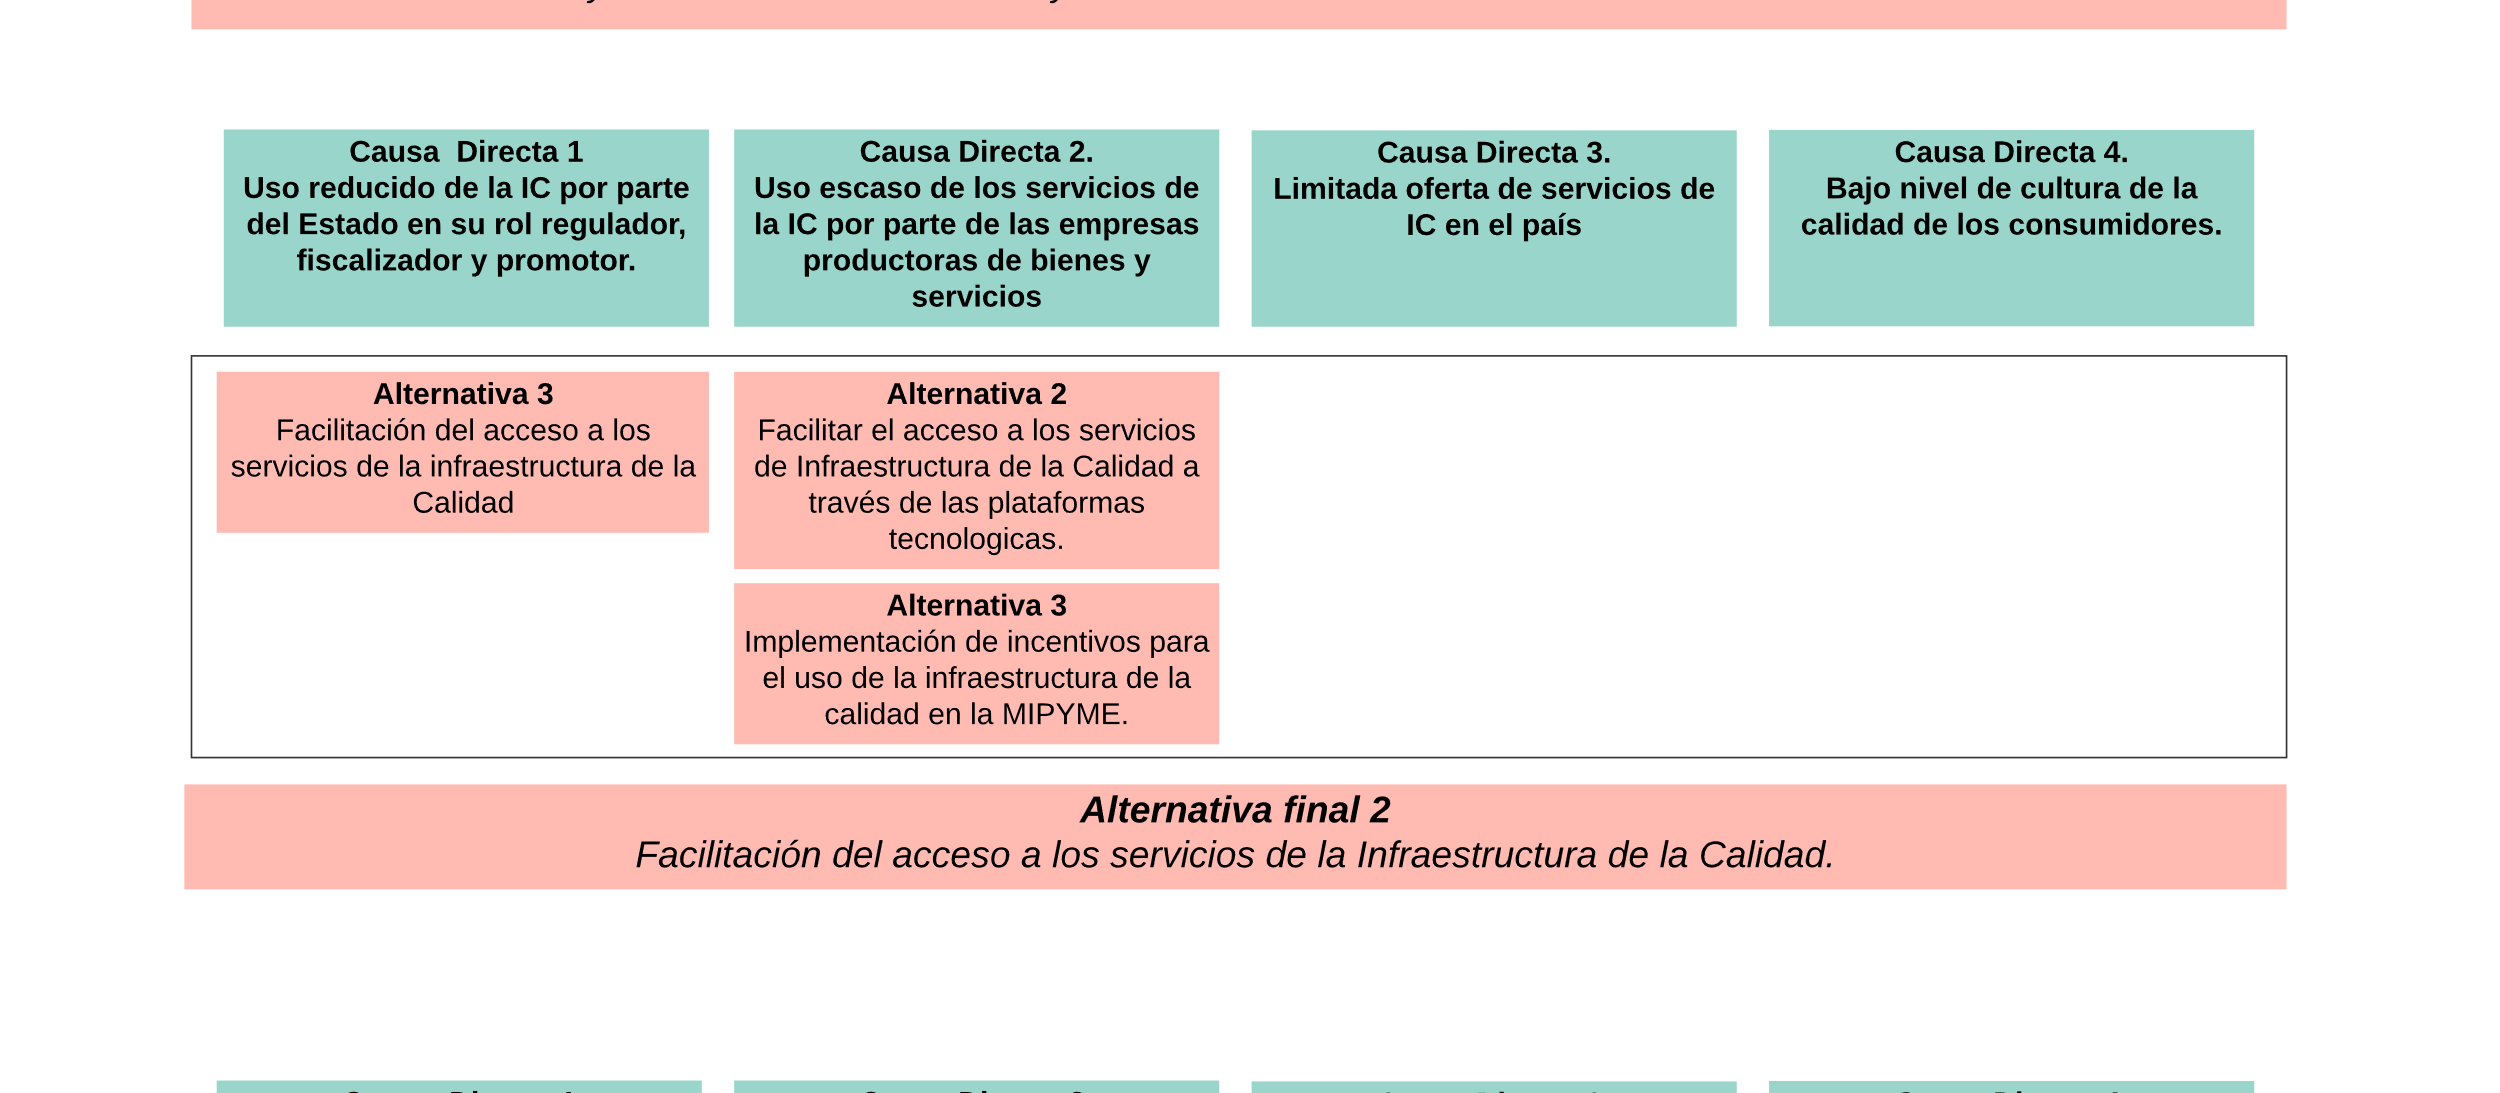 Causa  Directa 1
Uso reducido de la IC por parte
del Estado en su rol regulador,
fiscalizador y promotor.
Causa Directa 2.
Uso escaso de los servicios de
la IC por parte de las empresas
productoras de bienes y
servicios
Causa Directa 3.
Limitada oferta de servicios de
IC en el país
Causa Directa 4.
Bajo nivel de cultura de la
calidad de los consumidores.
Alternativa 3
Facilitación del acceso a los
servicios de la infraestructura de la
Calidad
Alternativa 2
Facilitar el acceso a los servicios
de Infraestructura de la Calidad a
través de las plataformas
tecnologicas.
Alternativa 3
Implementación de incentivos para
el uso de la infraestructura de la
calidad en la MIPYME.
Alternativa final 2
Facilitación del acceso a los servicios de la Infraestructura de la Calidad.